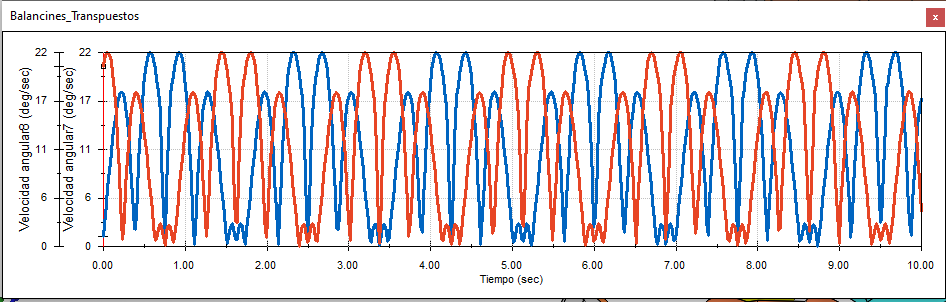 Balancines_Transpuestos
x
Velocidad angular8 (deg/sec)
Velocidad angular7 (deg/sec)
22 22
17 17
11 11
6 6
0 0
0.00 1.00 2.00 3.00 4.00 5.00 6.00 7.00 8.00 9.00 10.00
Tiempo (sec)